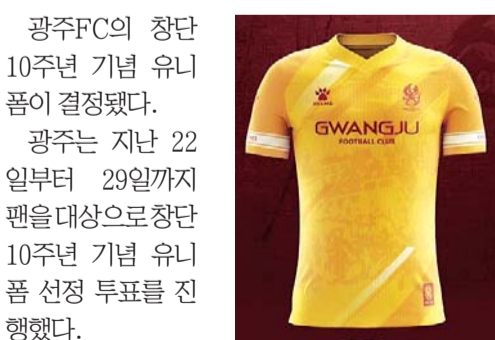 광주FC의 창단
10주년 기념 유니
폼이 결정됐다.
광주는 지난 22
일부터 29일까지
팬을 대상으로 창단
10주년 기념 유니
폼 선정 투표를 진
행했다.
KELME
GWANGJU
FOOTBALL CLUB